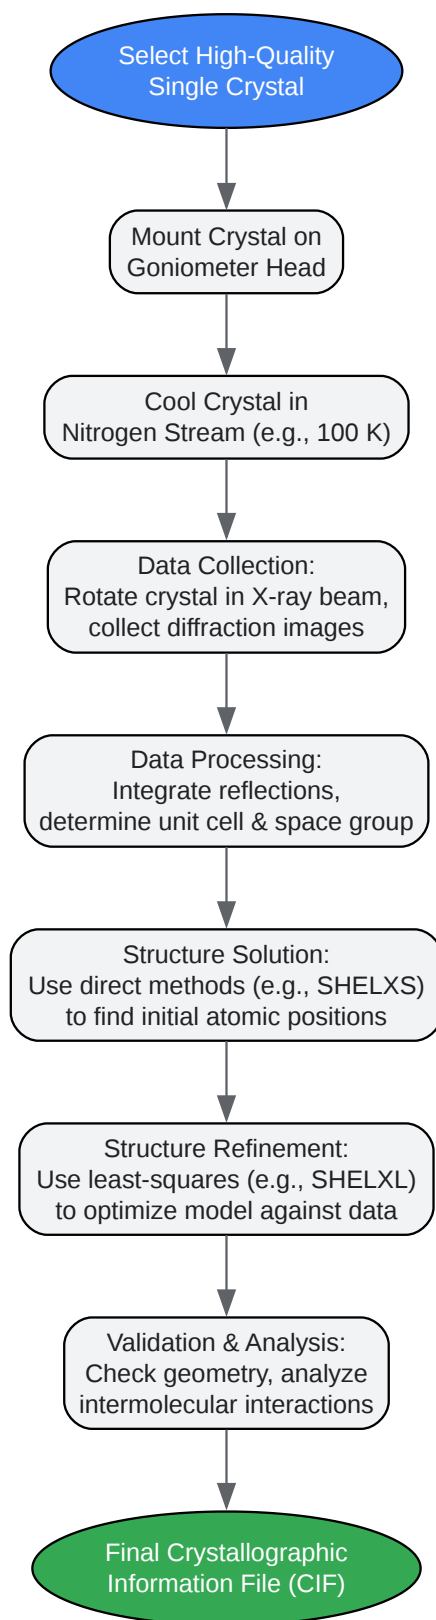 Select High-Quality
Single Crystal
Mount Crystal on
Goniometer Head
Cool Crystal in
Nitrogen Stream (e.g., 100 K)
Data Collection:
Rotate crystal in X-ray beam,
collect diffraction images
Data Processing:
Integrate reflections,
determine unit cell & space group
Structure Solution:
Use direct methods (e.g., SHELXS)
to find initial atomic positions
Structure Refinement:
Use least-squares (e.g., SHELXL)
to optimize model against data
Validation & Analysis:
Check geometry, analyze
intermolecular interactions
Final Crystallographic
Information File (CIF)